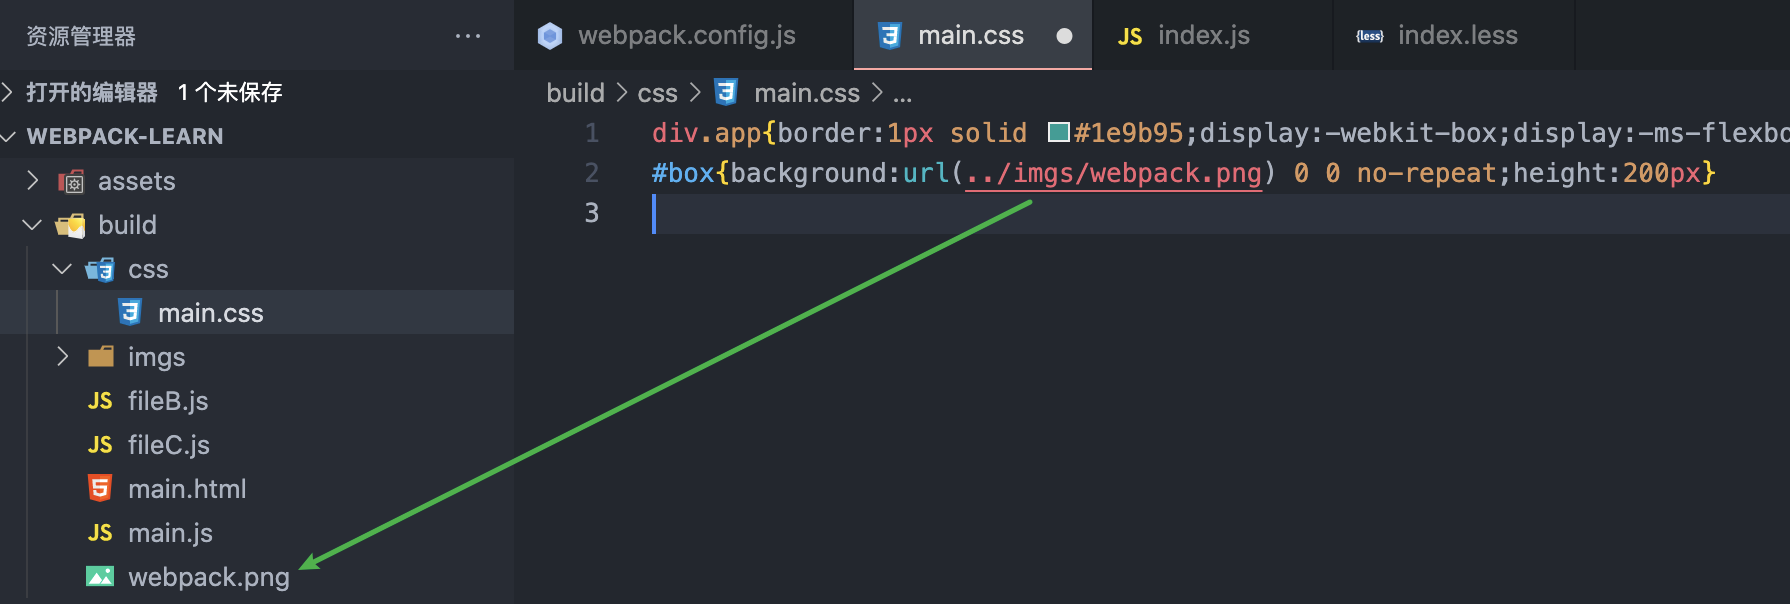 资源管理器 ···
打开的编辑器 1 个未保存
WEBPACK-LEARN
assets
build
css
main.css
imgs
JS fileB.js
JS fileC.js
main.html
JS main.js
webpack.png
webpack.config.js main.css JS index.js {less} index.less
build > css > main.css > ...
1 div.app{border:1px solid #1e9b95;display:-webkit-box;display:-ms-flexbo
2 #box{background:url(../imgs/webpack.png) 0 0 no-repeat;height:200px}
3